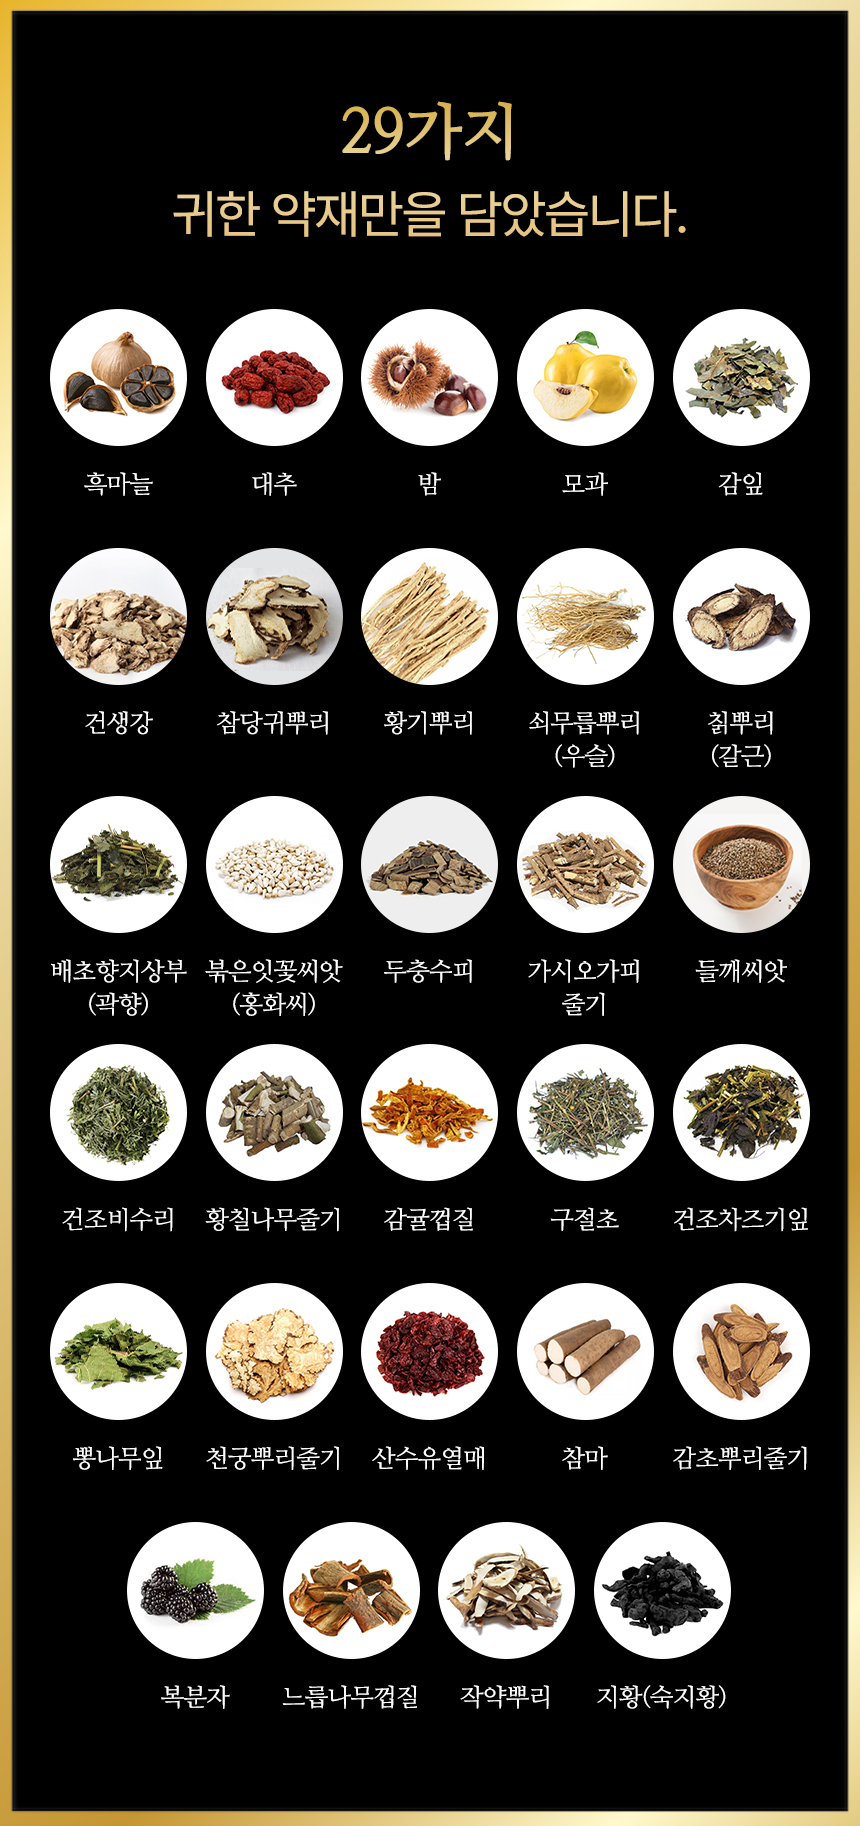 29가지
귀한 약재만을 담았습니다.
흑마늘
대추
밤
모과
감잎
건생강
참당귀뿌리
황기뿌리
쇠무릅뿌리
(우슬)
칡뿌리
(갈근)
배초향지상부
(곽향)
볶은잇꽃씨앗
(홍화씨)
두충수피
가시오가피
줄기
들깨씨앗
건조비수리
황칠나무줄기
감귤껍질
구절초
건조차즈기잎
뽕나무잎
천궁뿌리줄기
산수유열매
참마
감초뿌리줄기
복분자
느릅나무껍질
작약뿌리
지황(숙지황)